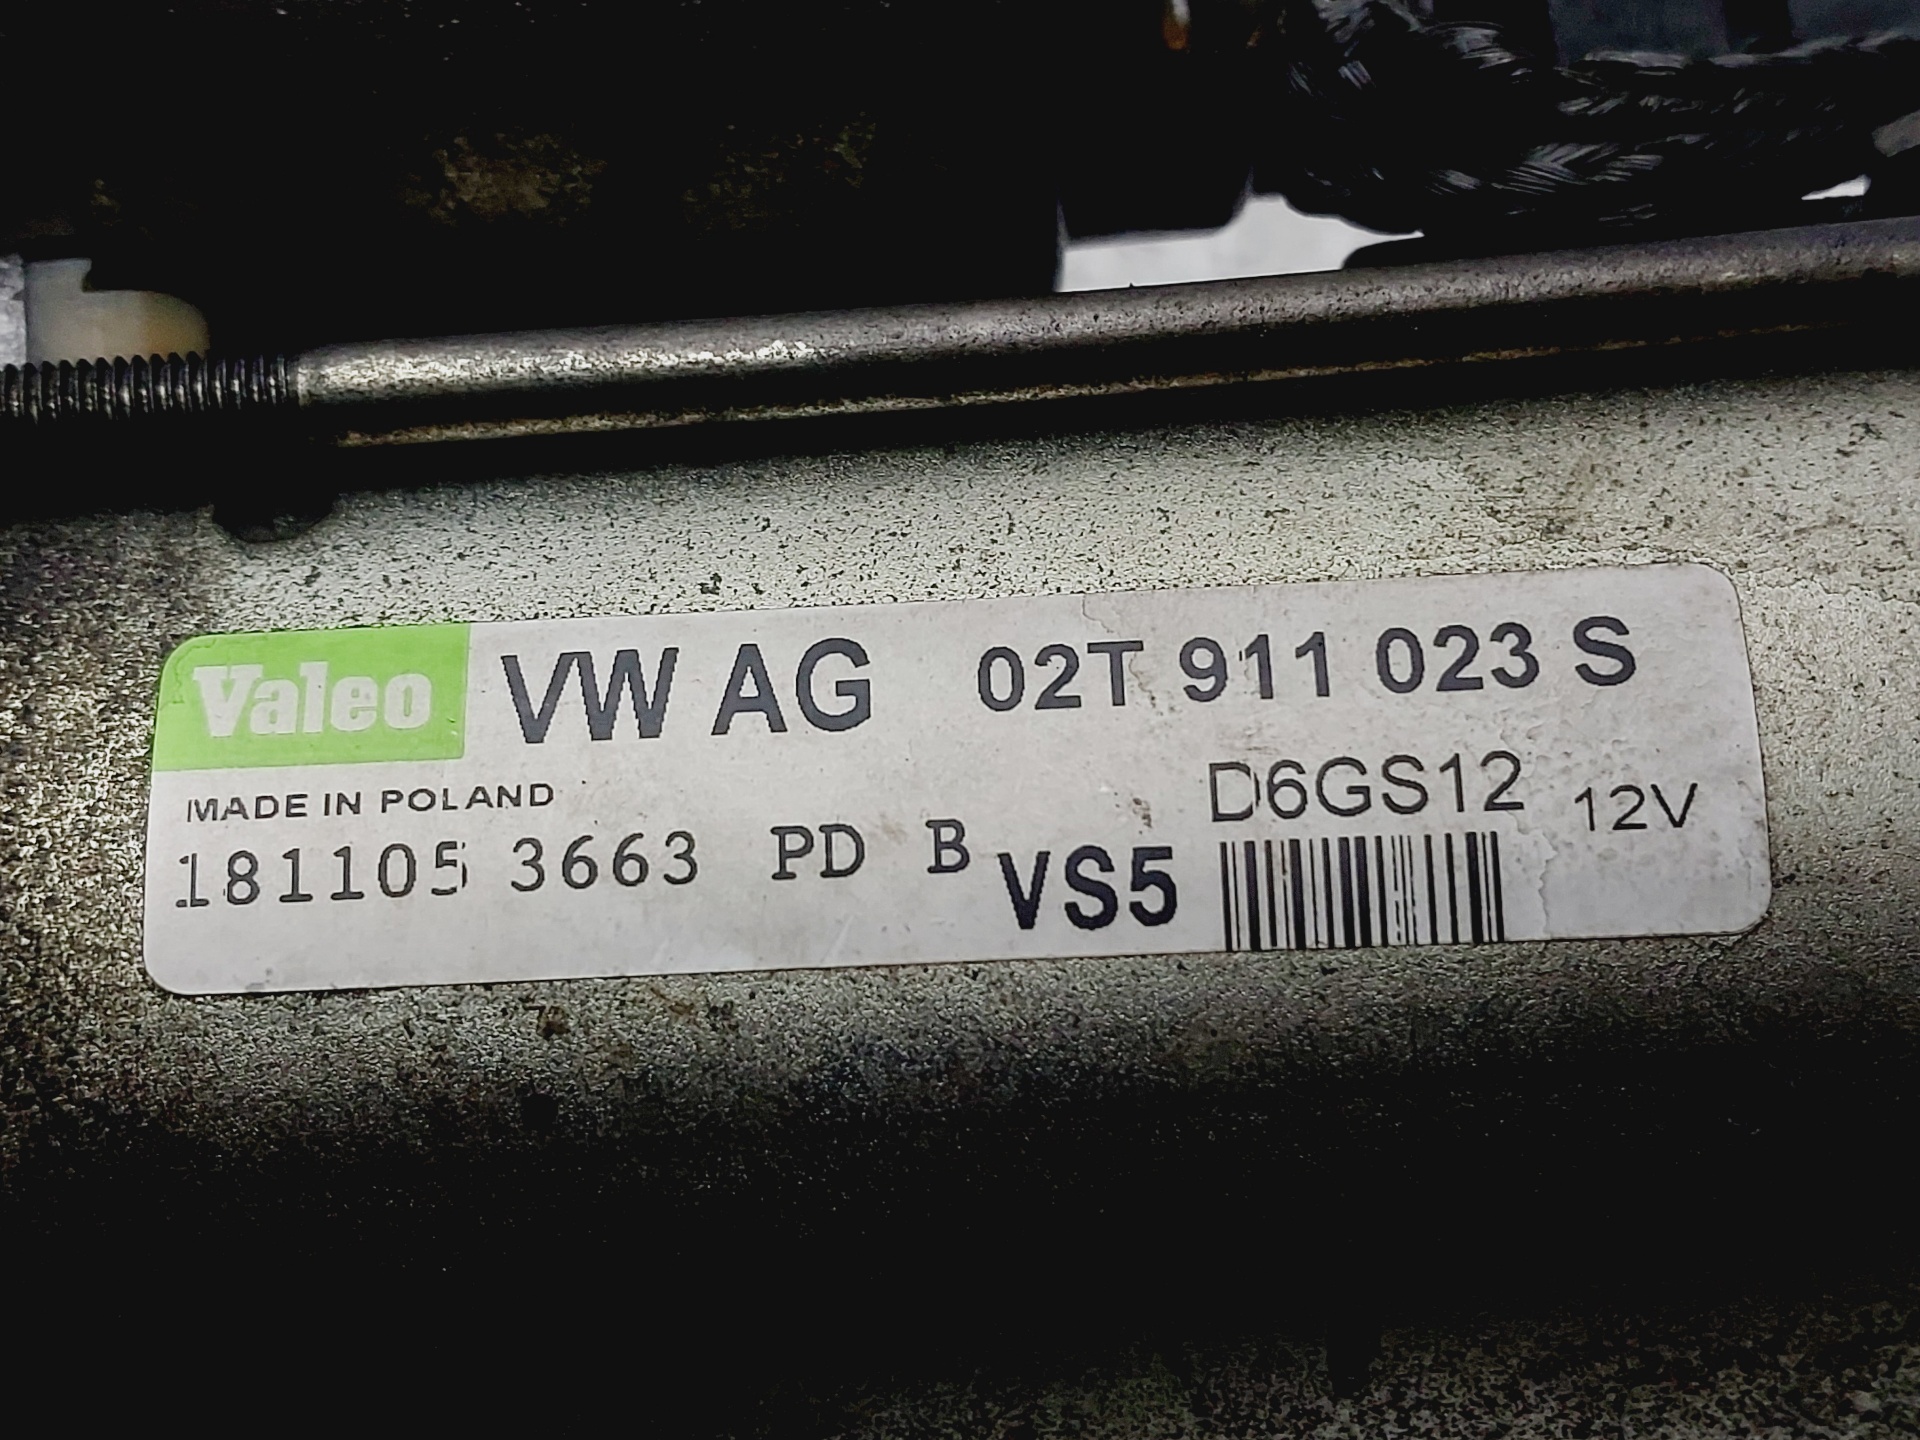 Valeo VW AG 02T 911 023 S
MADE IN POLAND D6GS12 12V
181105 3663 PD B VS5